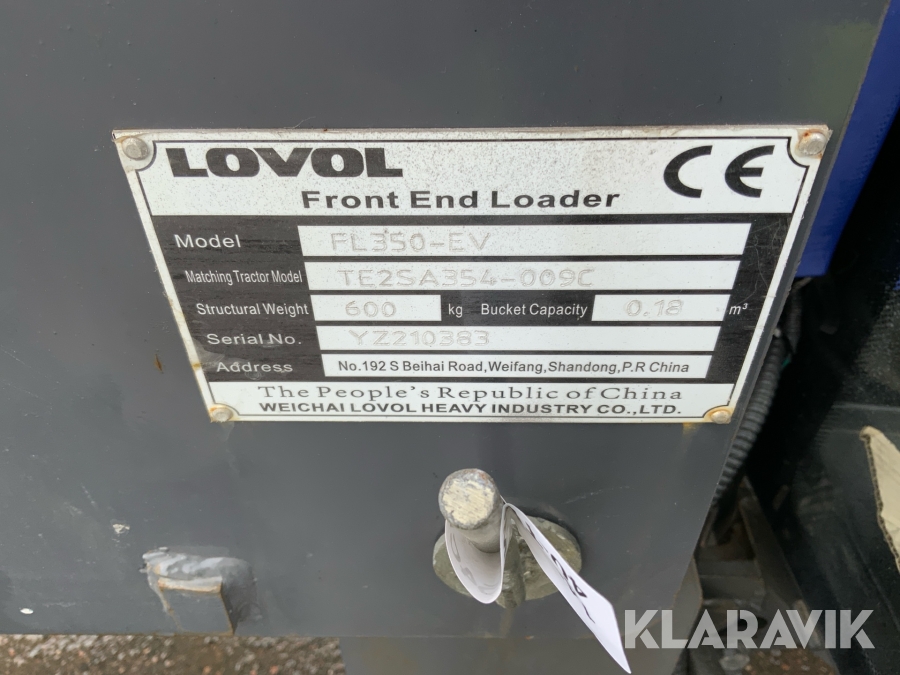 LOVOL CE
Front End Loader
Model FL350-EV
Matching Tractor Model TE2SA354-009C
Structural Weight 600 kg Bucket Capacity 0.18 m³
Serial No. YZ210383
Address No.192 S Beihai Road,Weifang,Shandong,P.R China
The People's Republic of China
WEICHAI LOVOL HEAVY INDUSTRY CO.,LTD.
KLARAVIK